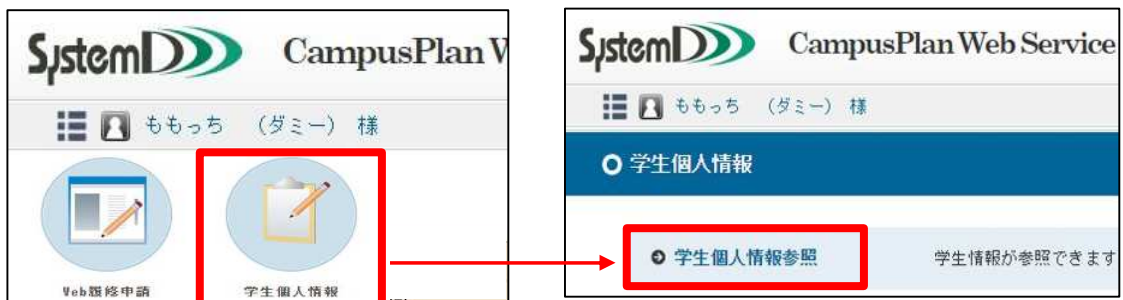 SystemD CampusPlan W
ももっち (ダミー) 様
Web履修申請
学生個人情報
SystemD CampusPlan Web Service
ももっち (ダミー) 様
学生個人情報
学生個人情報参照 学生情報が参照できます